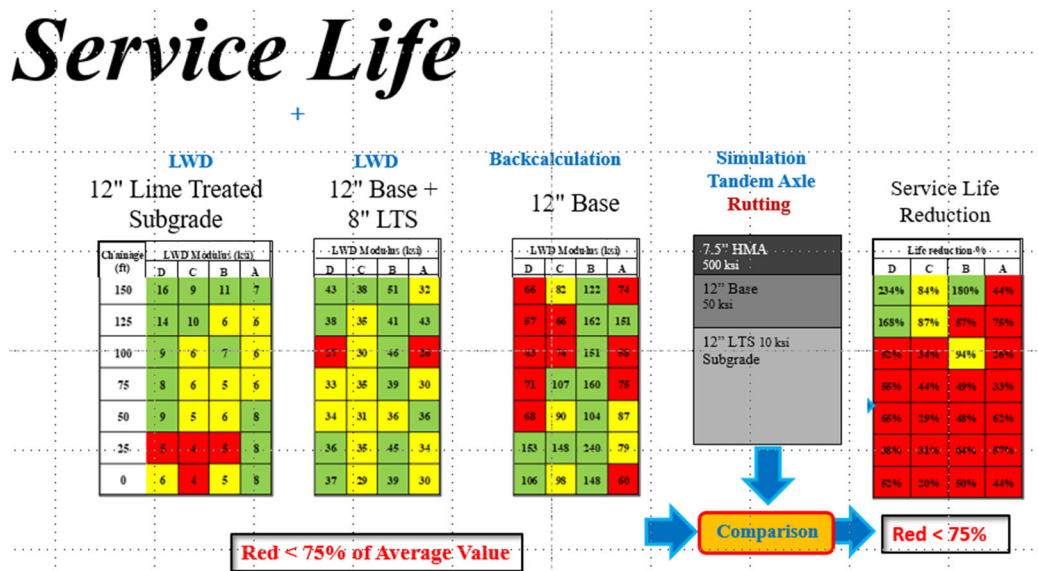 Service Life
LWD
12" Lime Treated
Subgrade
Chainage
(ft)
LWD Modulus (ksi)
D C B A
150 16 9 11 7
125 14 10 6 6
100 9 6 7 6
75 8 6 5 6
50 9 5 6 8
25 5 4 5 8
0 6 4 5 8
LWD
12" Base +
8" LTS
LWD Modulus (ksi)
D C B A
43 38 51 32
38 35 41 43
30 46
33 35 39 30
34 31 36 36
36 35 45 34
37 29 39 30
Backcalculation
12" Base
LWD Modulus (ksi)
D C B A
66 82 122 74
57 66 162 151
151
71 107 160 75
68 90 104 87
153 148 240 79
106 98 148 60
Simulation
Tandem Axle
Rutting
7.5" HMA
500 ksi
12" Base
50 ksi
12" LTS 10 ksi
Subgrade
Service Life
Reduction
Life reduction-%
D C B A
234% 84% 180% 44%
168% 87% 57% 75%
94%
55% 44% 49% 33%
65% 29% 48% 62%
38% 31% 64% 57%
52% 20% 50% 44%
Red < 75% of Average Value
Comparison
Red < 75%